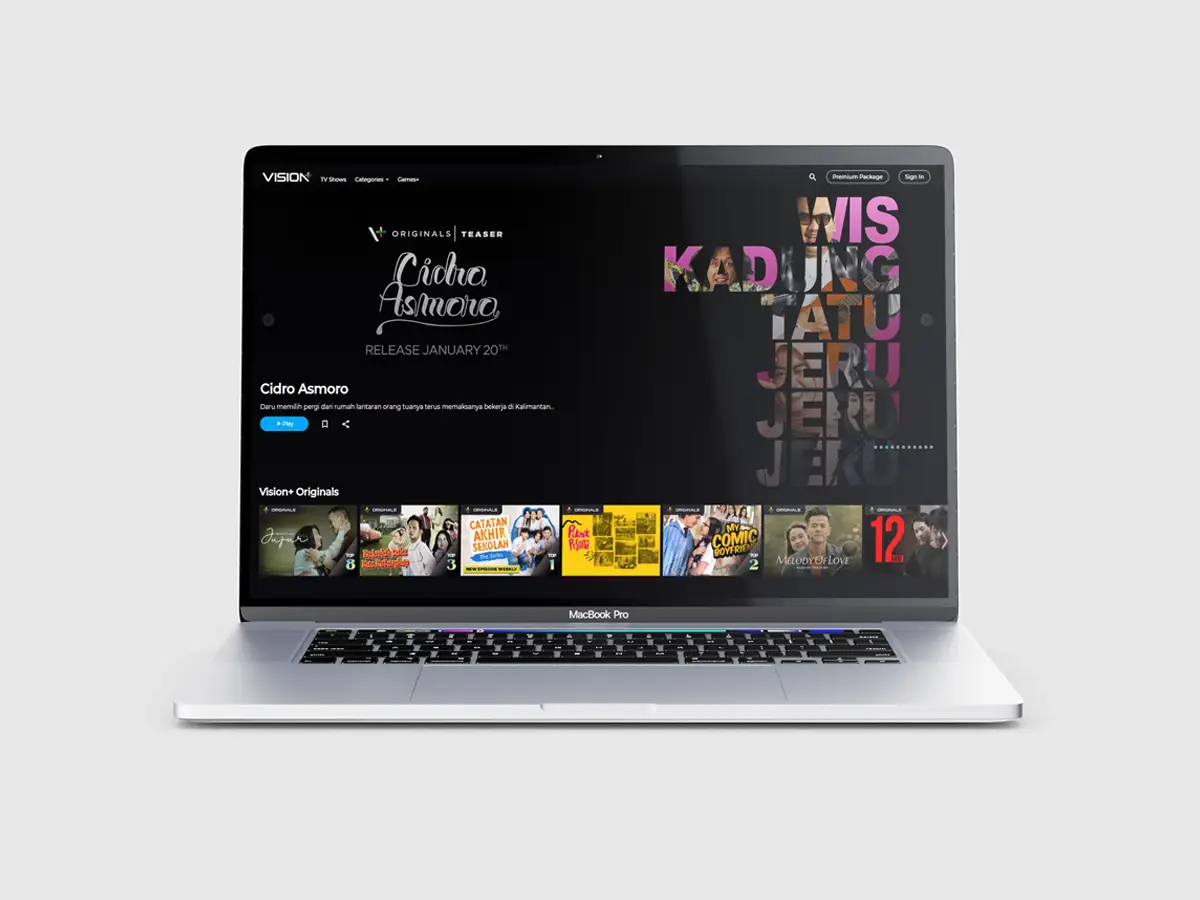 VISION+
TV Shows
Categories
Games+
Premium Package
Sign In
V+ ORIGINALS | TEASER
Cidro
Asmara
RELEASE JANUARY 20TH
WIS
KADUNG
TATU
JERU
JERU
JERU
Cidro Asmoro
Daru memilih pergi dari rumah lantaran orang tuanya terus memaksanya bekerja di Kalimantan...
Play
Vision+ Originals
ORIGINALS
Jujur
TOP
8
ORIGINALS
TOP
3
ORIGINALS
CATATAN
AKHIR
SEKOLAH
The Series
NEW EPISODE WEEKLY
TOP
1
ORIGINALS
Piknik
Pesona
ORIGINALS
MY
COMIC
BOYFRIEND
TOP
2
ORIGINALS
MELODY OF LOVE
ORIGINALS
12
MacBook Pro